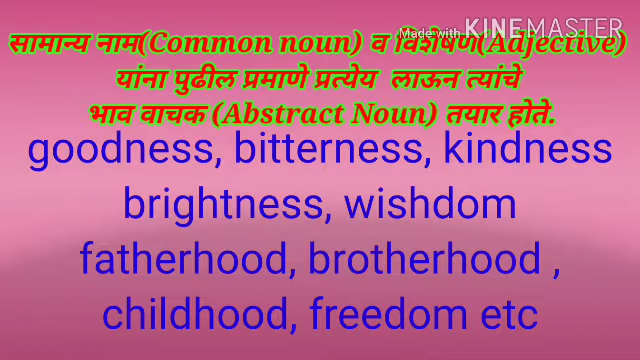 Made with KINEMASTER
सामान्य नाम(Common noun) व विशेषण(Adjective)
यांना पुढील प्रमाणे प्रत्येय लाऊन त्यांचे
भाव वाचक (Abstract Noun) तयार होते.
goodness, bitterness, kindness
brightness, wishdom
fatherhood, brotherhood ,
childhood, freedom etc